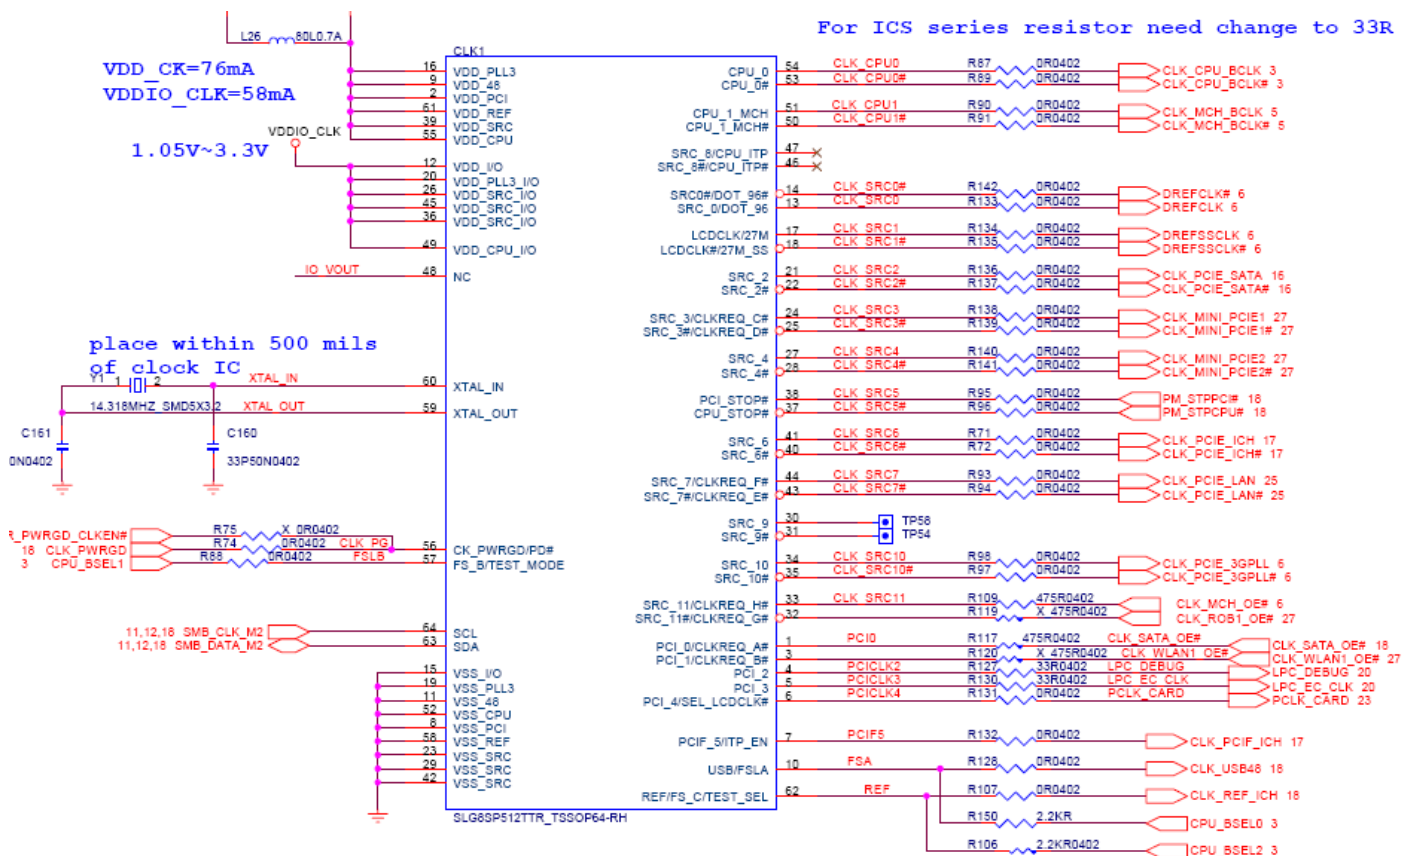 For ICS series resistor need change to 33R
L26 80L0.7A
CLK1
VDD_CK=76mA
VDDIO_CLK=58mA
VDDIO_CLK
1.05V~3.3V
16 VDD_PLL3
9 VDD_48
2 VDD_PCI
61 VDD_REF
39 VDD_SRC
55 VDD_CPU
12 VDD_I/O
20 VDD_PLL3_I/O
26 VDD_SRC_I/O
45 VDD_SRC_I/O
36 VDD_SRC_I/O
49 VDD_CPU_I/O
IO_VOUT 48 NC
place within 500 mils
of clock IC
Y1 1 2 XTAL_IN 60 XTAL_IN
14.318MHZ_SMD5X3.2 XTAL_OUT 59 XTAL_OUT
C161 C160
0N0402 33P50N0402
R_PWRGD_CLKEN# R75 X_0R0402
18 CLK_PWRGD R74 0R0402 CLK_PG 56 CK_PWRGD/PD#
3 CPU_BSEL1 R88 0R0402 FSLB 57 FS_B/TEST_MODE
11,12,18 SMB_CLK_M2 64 SCL
11,12,18 SMB_DATA_M2 63 SDA
15 VSS_I/O
19 VSS_PLL3
11 VSS_48
52 VSS_CPU
8 VSS_PCI
58 VSS_REF
23 VSS_SRC
29 VSS_SRC
42 VSS_SRC
SLG8SP512TTR_TSSOP64-RH
CPU_0 54 CLK_CPU0 R87 0R0402 CLK_CPU_BCLK 3
CPU_0# 53 CLK_CPU0# R89 0R0402 CLK_CPU_BCLK# 3
CPU_1_MCH 51 CLK_CPU1 R90 0R0402 CLK_MCH_BCLK 5
CPU_1_MCH# 50 CLK_CPU1# R91 0R0402 CLK_MCH_BCLK# 5
SRC_8/CPU_ITP 47
SRC_8#/CPU_ITP# 46
SRC0#/DOT_96# 14 CLK_SRC0# R142 0R0402 DREFCLK# 6
SRC_0/DOT_96 13 CLK_SRC0 R133 0R0402 DREFCLK 6
LCDCLK/27M 17 CLK_SRC1 R134 0R0402 DREFSSCLK 6
LCDCLK#/27M_SS 18 CLK_SRC1# R135 0R0402 DREFSSCLK# 6
SRC_2 21 CLK_SRC2 R136 0R0402 CLK_PCIE_SATA 16
SRC_2# 22 CLK_SRC2# R137 0R0402 CLK_PCIE_SATA# 16
SRC_3/CLKREQ_C# 24 CLK_SRC3 R138 0R0402 CLK_MINI_PCIE1 27
SRC_3#/CLKREQ_D# 25 CLK_SRC3# R139 0R0402 CLK_MINI_PCIE1# 27
SRC_4 27 CLK_SRC4 R140 0R0402 CLK_MINI_PCIE2 27
SRC_4# 28 CLK_SRC4# R141 0R0402 CLK_MINI_PCIE2# 27
PCI_STOP# 38 CLK_SRC5 R95 0R0402 PM_STPPCI# 18
CPU_STOP# 37 CLK_SRC5# R96 0R0402 PM_STPCPU# 18
SRC_6 41 CLK_SRC6 R71 0R0402 CLK_PCIE_ICH 17
SRC_6# 40 CLK_SRC6# R72 0R0402 CLK_PCIE_ICH# 17
SRC_7/CLKREQ_F# 44 CLK_SRC7 R93 0R0402 CLK_PCIE_LAN 25
SRC_7#/CLKREQ_E# 43 CLK_SRC7# R94 0R0402 CLK_PCIE_LAN# 25
SRC_9 30 TP58
SRC_9# 31 TP54
SRC_10 34 CLK_SRC10 R98 0R0402 CLK_PCIE_3GPLL 6
SRC_10# 35 CLK_SRC10# R97 0R0402 CLK_PCIE_3GPLL# 6
SRC_11/CLKREQ_H# 33 CLK_SRC11 R109 475R0402 CLK_MCH_OE# 6
SRC_11#/CLKREQ_G# 32 R119 X_475R0402 CLK_ROB1_OE# 27
PCI_0/CLKREQ_A# 1 PCI0 R117 475R0402 CLK_SATA_OE# CLK_SATA_OE# 18
PCI_1/CLKREQ_B# 3 R120 X_475R0402 CLK_WLAN1_OE# CLK_WLAN1_OE# 27
PCI_2 4 PCICLK2 R127 33R0402 LPC_DEBUG LPC_DEBUG 20
PCI_3 5 PCICLK3 R130 33R0402 LPC_EC_CLK LPC_EC_CLK 20
PCI_4/SEL_LCDCLK# 6 PCICLK4 R131 0R0402 PCLK_CARD PCLK_CARD 23
PCIF_5/ITP_EN 7 PCIF5 R132 0R0402 CLK_PCIF_ICH 17
USB/FSLA 10 FSA R128 0R0402 CLK_USB48 18
REF/FS_C/TEST_SEL 62 REF R107 0R0402 CLK_REF_ICH 18
R150 2.2KR CPU_BSEL0 3
R106 2.2KR0402 CPU_BSEL2 3